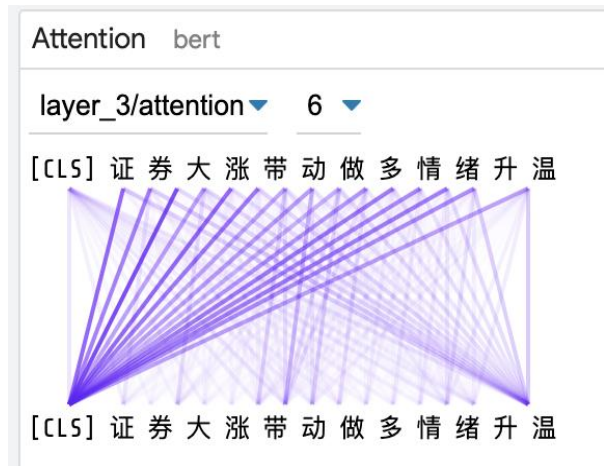 Attention bert
layer_3/attention 6
[CLS] 证 券 大 涨 带 动 做 多 情 绪 升 温
[CLS] 证 券 大 涨 带 动 做 多 情 绪 升 温